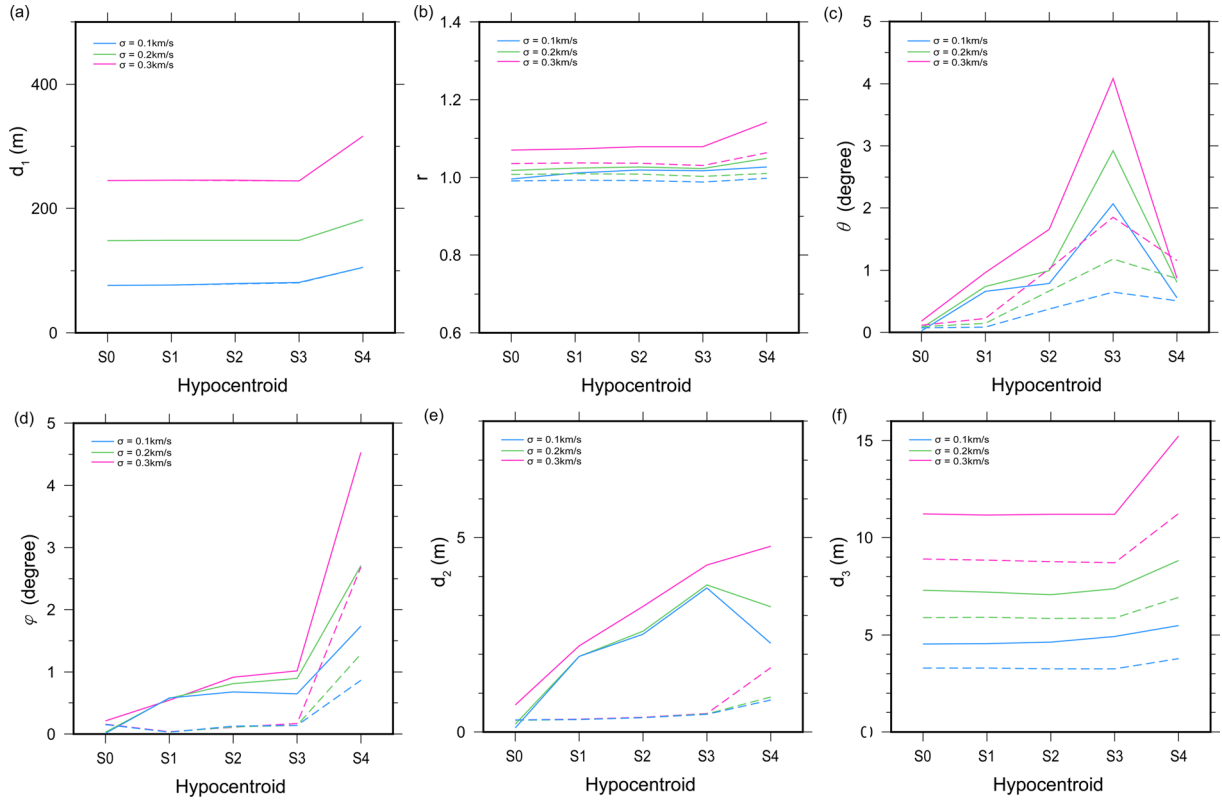 (a)
σ = 0.1km/s
σ = 0.2km/s
σ = 0.3km/s
400
200
0
d₁ (m)
S0 S1 S2 S3 S4
Hypocentroid
(b)
σ = 0.1km/s
σ = 0.2km/s
σ = 0.3km/s
1.4
1.2
1.0
0.8
0.6
r
S0 S1 S2 S3 S4
Hypocentroid
(c)
σ = 0.1km/s
σ = 0.2km/s
σ = 0.3km/s
5
4
3
2
1
0
θ (degree)
S0 S1 S2 S3 S4
Hypocentroid
(d)
σ = 0.1km/s
σ = 0.2km/s
σ = 0.3km/s
5
4
3
2
1
0
φ (degree)
S0 S1 S2 S3 S4
Hypocentroid
(e)
σ = 0.1km/s
σ = 0.2km/s
σ = 0.3km/s
5
0
d₂ (m)
S0 S1 S2 S3 S4
Hypocentroid
(f)
σ = 0.1km/s
σ = 0.2km/s
σ = 0.3km/s
15
10
5
0
d₃ (m)
S0 S1 S2 S3 S4
Hypocentroid